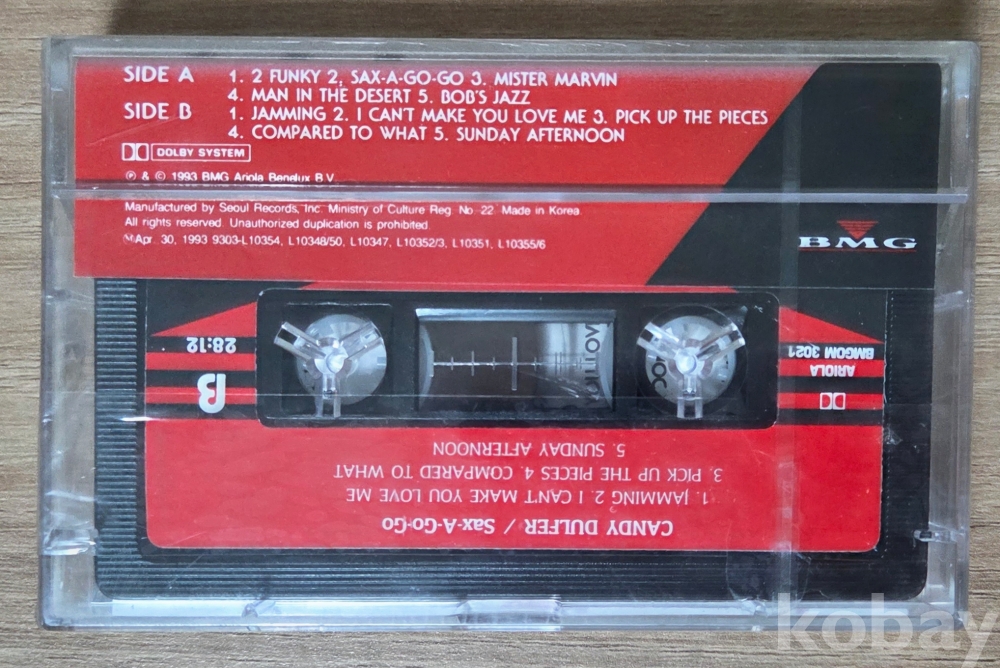 SIDE A 1. 2 FUNKY 2, SAX-A-GO-GO 3. MISTER MARVIN
4. MAN IN THE DESERT 5. BOB'S JAZZ
SIDE B 1. JAMMING 2. I CAN'T MAKE YOU LOVE ME 3. PICK UP THE PIECES
4. COMPARED TO WHAT 5. SUNDAY AFTERNOON
DOLBY SYSTEM
℗ & © 1993 BMG Ariola Benelux B.V.
Manufactured by Seoul Records, Inc. Ministry of Culture Reg. No. 22. Made in Korea.
All rights reserved. Unauthorized duplication is prohibited.
Apr. 30, 1993 9303-L10354, L10348/50, L10347, L10352/3, L10351, L10355/6
BMG
CANDY DULFER / Sax-A-Go-Go
1. JAMMING 2. I CAN'T MAKE YOU LOVE ME
3. PICK UP THE PIECES 4. COMPARED TO WHAT
5. SUNDAY AFTERNOON
B
28:12
ARIOLA
BMGOM 3021
kobay